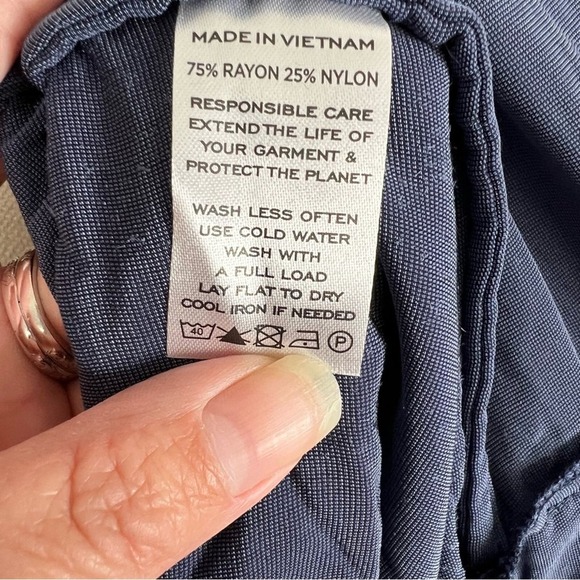 MADE IN VIETNAM
75% RAYON 25% NYLON
RESPONSIBLE CARE
EXTEND THE LIFE OF
YOUR GARMENT &
PROTECT THE PLANET
WASH LESS OFTEN
USE COLD WATER
WASH WITH
A FULL LOAD
LAY FLAT TO DRY
COOL IRON IF NEEDED
40 P